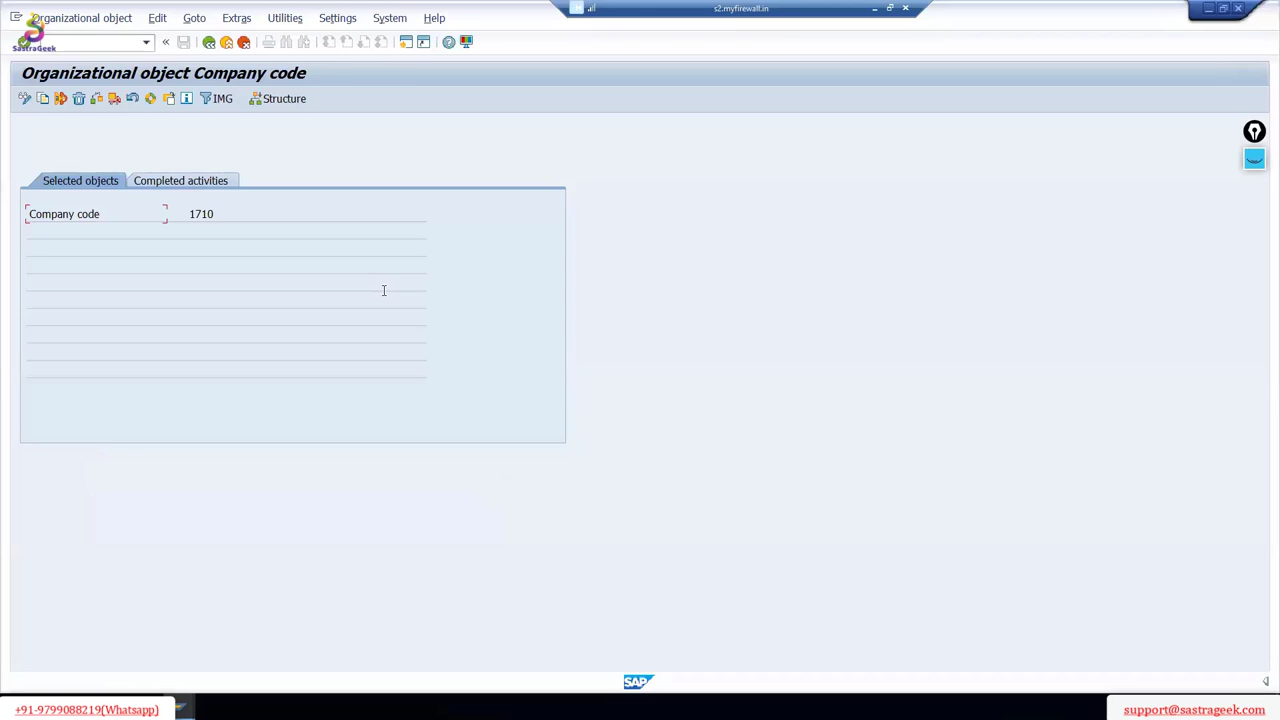 s2.myfirewall.in
Organizational object Edit Goto Extras Utilities Settings System Help
SastraGeek
Organizational object Company code
IMG Structure
Selected objects Completed activities
Company code 1710
SAP
+91-9799088219(Whatsapp) support@sastrageek.com